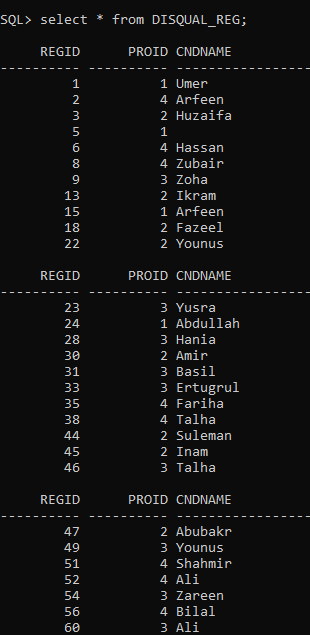 SQL> select * from DISQUAL_REG;
REGID PROID CNDNAME
---------- ---------- -----------------
1 1 Umer
2 4 Arfeen
3 2 Huzaifa
5 1
6 4 Hassan
8 4 Zubair
9 3 Zoha
13 2 Ikram
15 1 Arfeen
18 2 Fazeel
22 2 Younus
REGID PROID CNDNAME
---------- ---------- -----------------
23 3 Yusra
24 1 Abdullah
28 3 Hania
30 2 Amir
31 3 Basil
33 3 Ertugrul
35 4 Fariha
38 4 Talha
44 2 Suleman
45 2 Inam
46 3 Talha
REGID PROID CNDNAME
---------- ---------- -----------------
47 2 Abubakr
49 3 Younus
51 4 Shahmir
52 4 Ali
54 3 Zareen
56 4 Bilal
60 3 Ali